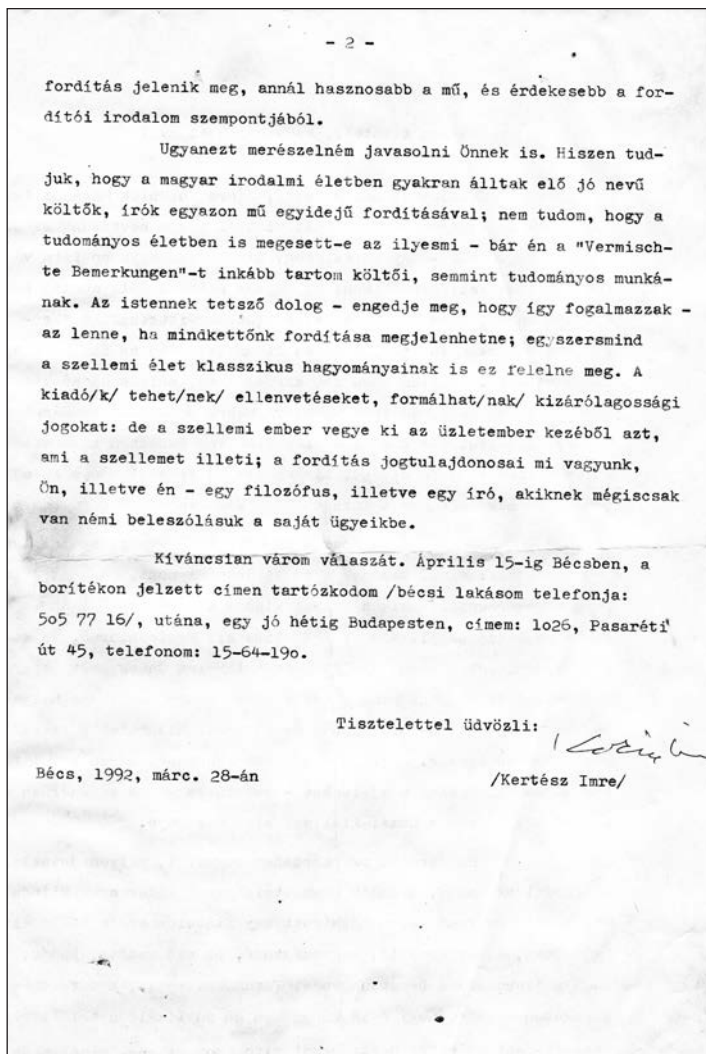 - 2 -
fordítás jelenik meg, annál hasznosabb a mű, és érdekesebb a for-
dítói irodalom szempontjából.
Ugyanezt merészelném javasolni Önnek is. Hiszen tud-
juk, hogy a magyar irodalmi életben gyakran álltak elő jó nevű
költők, írók egyazon mű egyidejű fordításával; nem tudom, hogy a
tudományos életben is megesett-e az ilyesmi - bár én a "Vermisch-
te Bemerkungen"-t inkább tartom költői, semmint tudományos munká-
nak. Az istennek tetsző dolog - engedje meg, hogy így fogalmazzak -
az lenne, ha mindkettőnk fordítása megjelenhetne; egyszersmind
a szellemi élet klasszikus hagyományainak is ez felelne meg. A
kiadó/k/ tehet/nek/ ellenvetéseket, formálhat/nak/ kizárólagossági
jogokat: de a szellemi ember vegye ki az üzletember kezéből azt,
ami a szellemet illeti; a fordítás jogtulajdonosai mi vagyunk,
Ön, illetve én - egy filozófus, illetve egy író, akiknek mégiscsak
van némi beleszólásuk a saját ügyeikbe.
Kíváncsian várom válaszát. Április 15-ig Bécsben, a
borítékon jelzett címen tartózkodom /bécsi lakásom telefonja:
5o5 77 16/, utána, egy jó hétig Budapesten, címem: 1o26, Pasaréti
út 45, telefonom: 15-64-19o.
Tisztelettel üdvözli:
Bécs, 1992, márc. 28-án
/Kertész Imre/